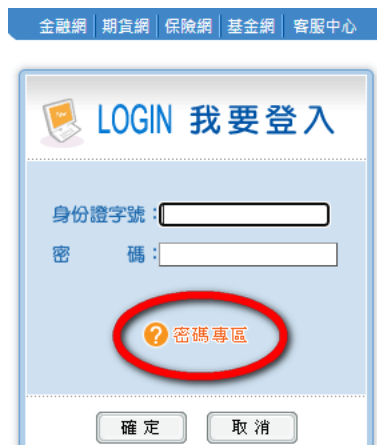 金融網 期貨網 保險網 基金網 客服中心
LOGIN 我要登入
身份證字號：
密 碼：
? 密碼專區
確定 取消